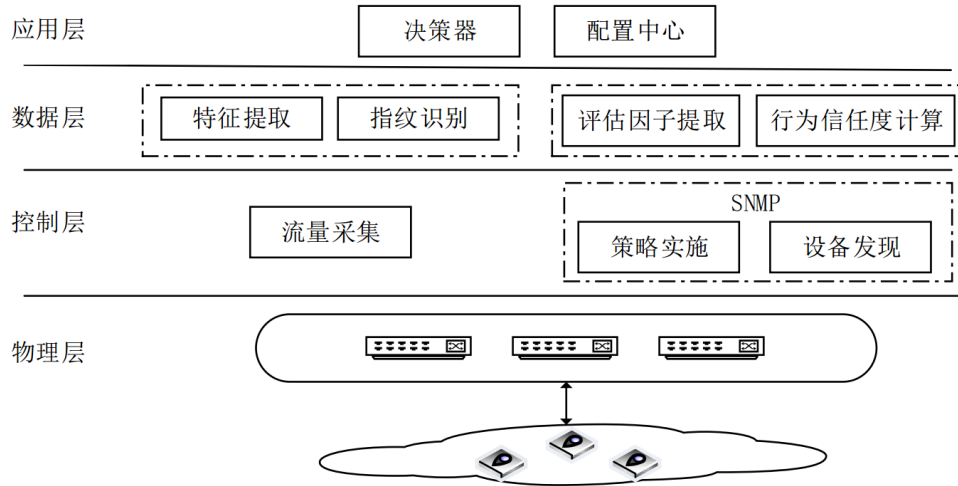 应用层
决策器
配置中心
数据层
特征提取
指纹识别
评估因子提取
行为信任度计算
控制层
流量采集
SNMP
策略实施
设备发现
物理层